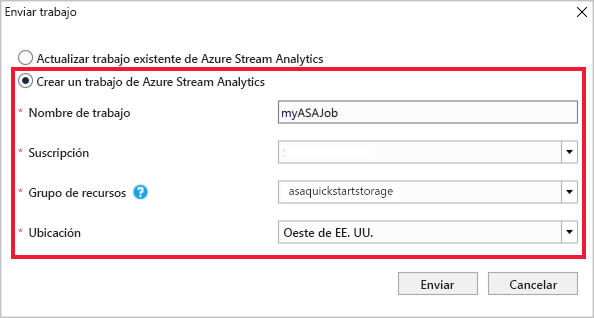 Enviar trabajo
Actualizar trabajo existente de Azure Stream Analytics
Crear un trabajo de Azure Stream Analytics
* Nombre de trabajo myASAJob
* Suscripción
* Grupo de recursos ? asaquickstartstorage
* Ubicación Oeste de EE. UU.
Enviar Cancelar